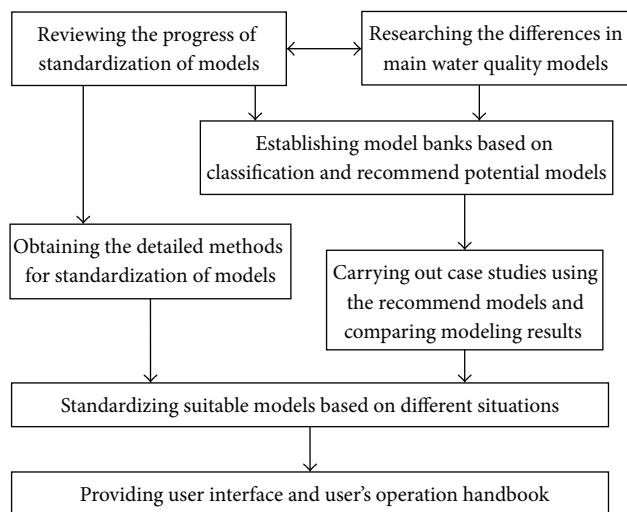 Reviewing the progress of
standardization of models
Researching the differences in
main water quality models
Establishing model banks based on
classification and recommend potential models
Obtaining the detailed methods
for standardization of models
Carrying out case studies using
the recommend models and
comparing modeling results
Standardizing suitable models based on different situations
Providing user interface and user's operation handbook